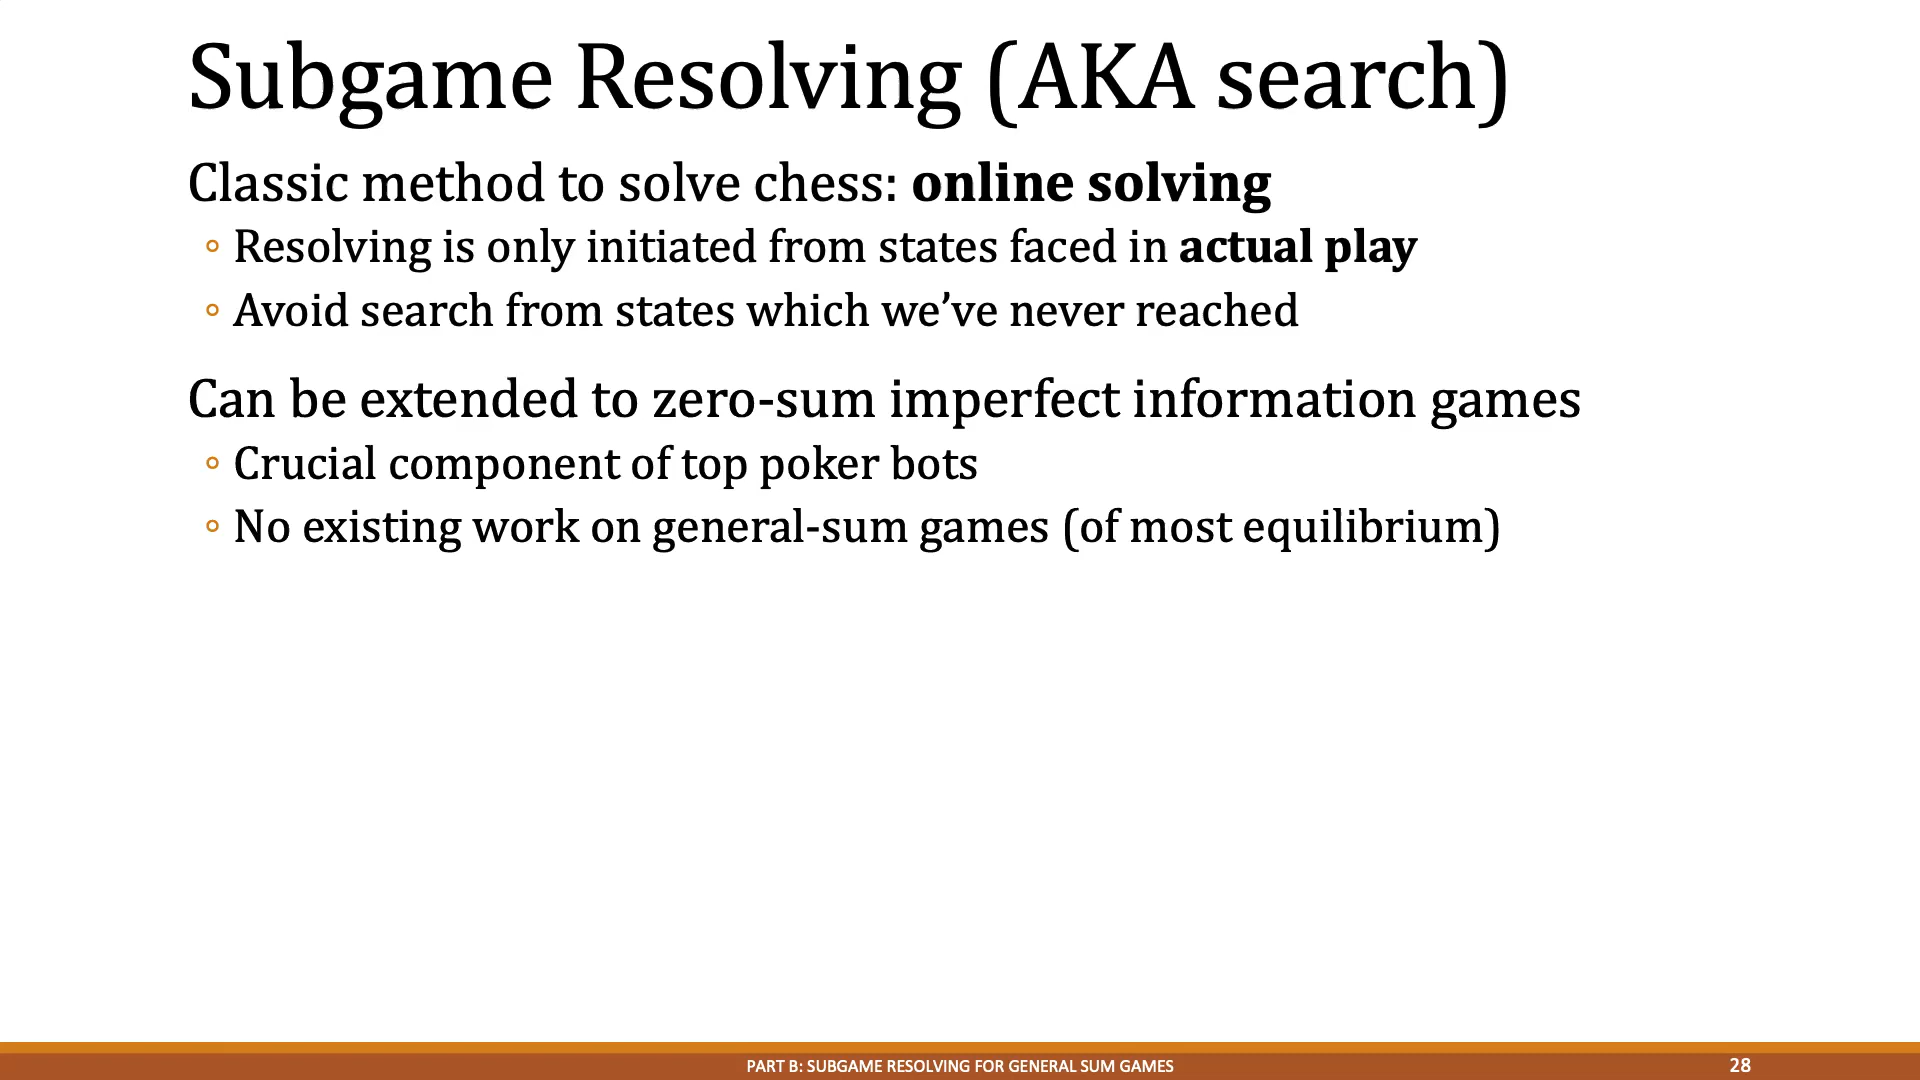 Subgame Resolving (AKA search)
Classic method to solve chess: online solving
◦ Resolving is only initiated from states faced in actual play
◦ Avoid search from states which we’ve never reached
Can be extended to zero-sum imperfect information games
◦ Crucial component of top poker bots
◦ No existing work on general-sum games (of most equilibrium)
PART B: SUBGAME RESOLVING FOR GENERAL SUM GAMES
28